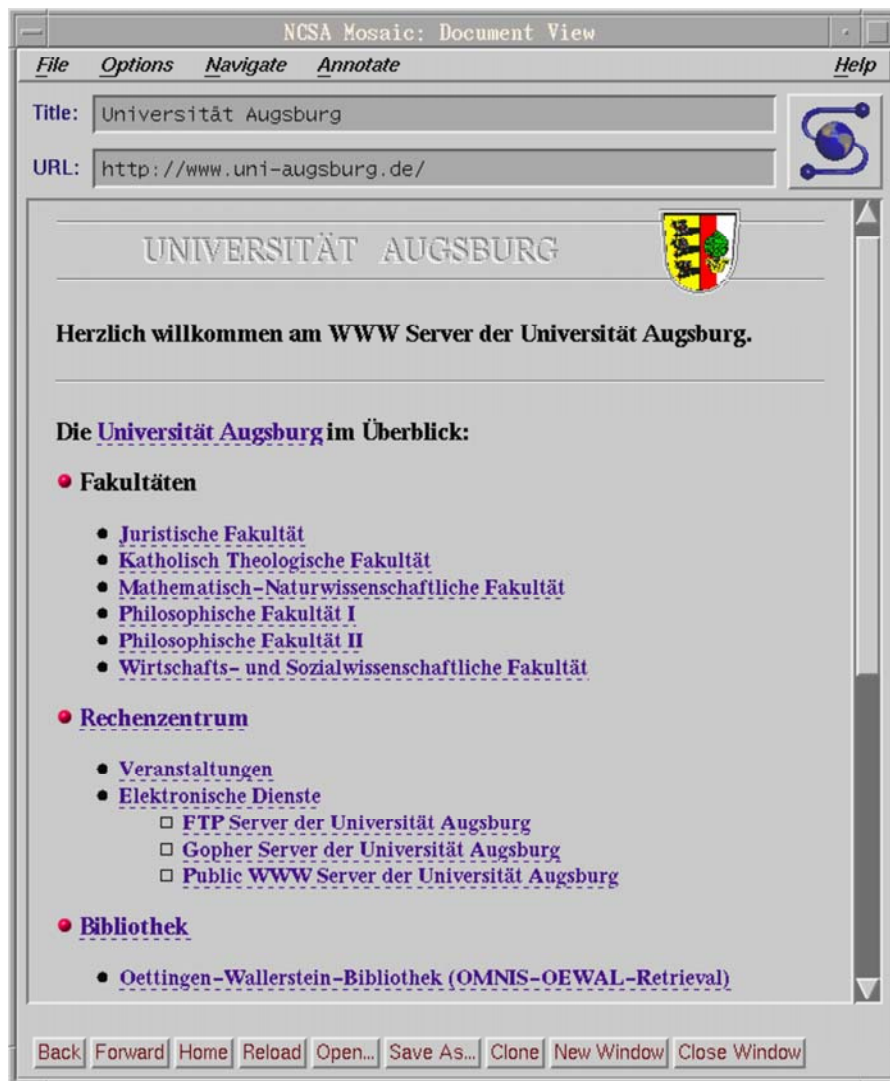 NCSA Mosaic: Document View
File Options Navigate Annotate Help
Title: Universität Augsburg
URL: http://www.uni-augsburg.de/
UNIVERSITÄT AUGSBURG
Herzlich willkommen am WWW Server der Universität Augsburg.
Die Universität Augsburg im Überblick:
Fakultäten
Juristische Fakultät
Katholisch Theologische Fakultät
Mathematisch-Naturwissenschaftliche Fakultät
Philosophische Fakultät I
Philosophische Fakultät II
Wirtschafts- und Sozialwissenschaftliche Fakultät
Rechenzentrum
Veranstaltungen
Elektronische Dienste
FTP Server der Universität Augsburg
Gopher Server der Universität Augsburg
Public WWW Server der Universität Augsburg
Bibliothek
Oettingen-Wallerstein-Bibliothek (OMNIS-OEWAL-Retrieval)
Back Forward Home Reload Open... Save As... Clone New Window Close Window